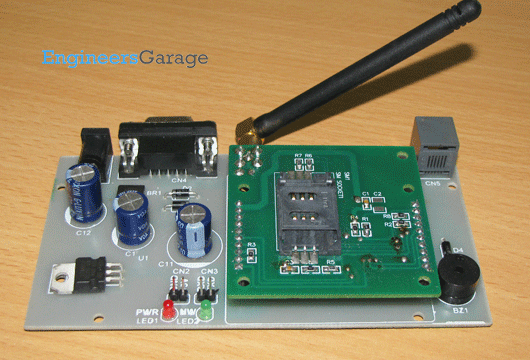 EngineersGarage
CN4
BR1
C12
C1
U1
C11
CN2 CN3
PWR
LED1
NW
LED2
R7 R6
SIM SOCKET
C1 C2
R8
R1 R2
R3
R5
CN5
D4
BZ1